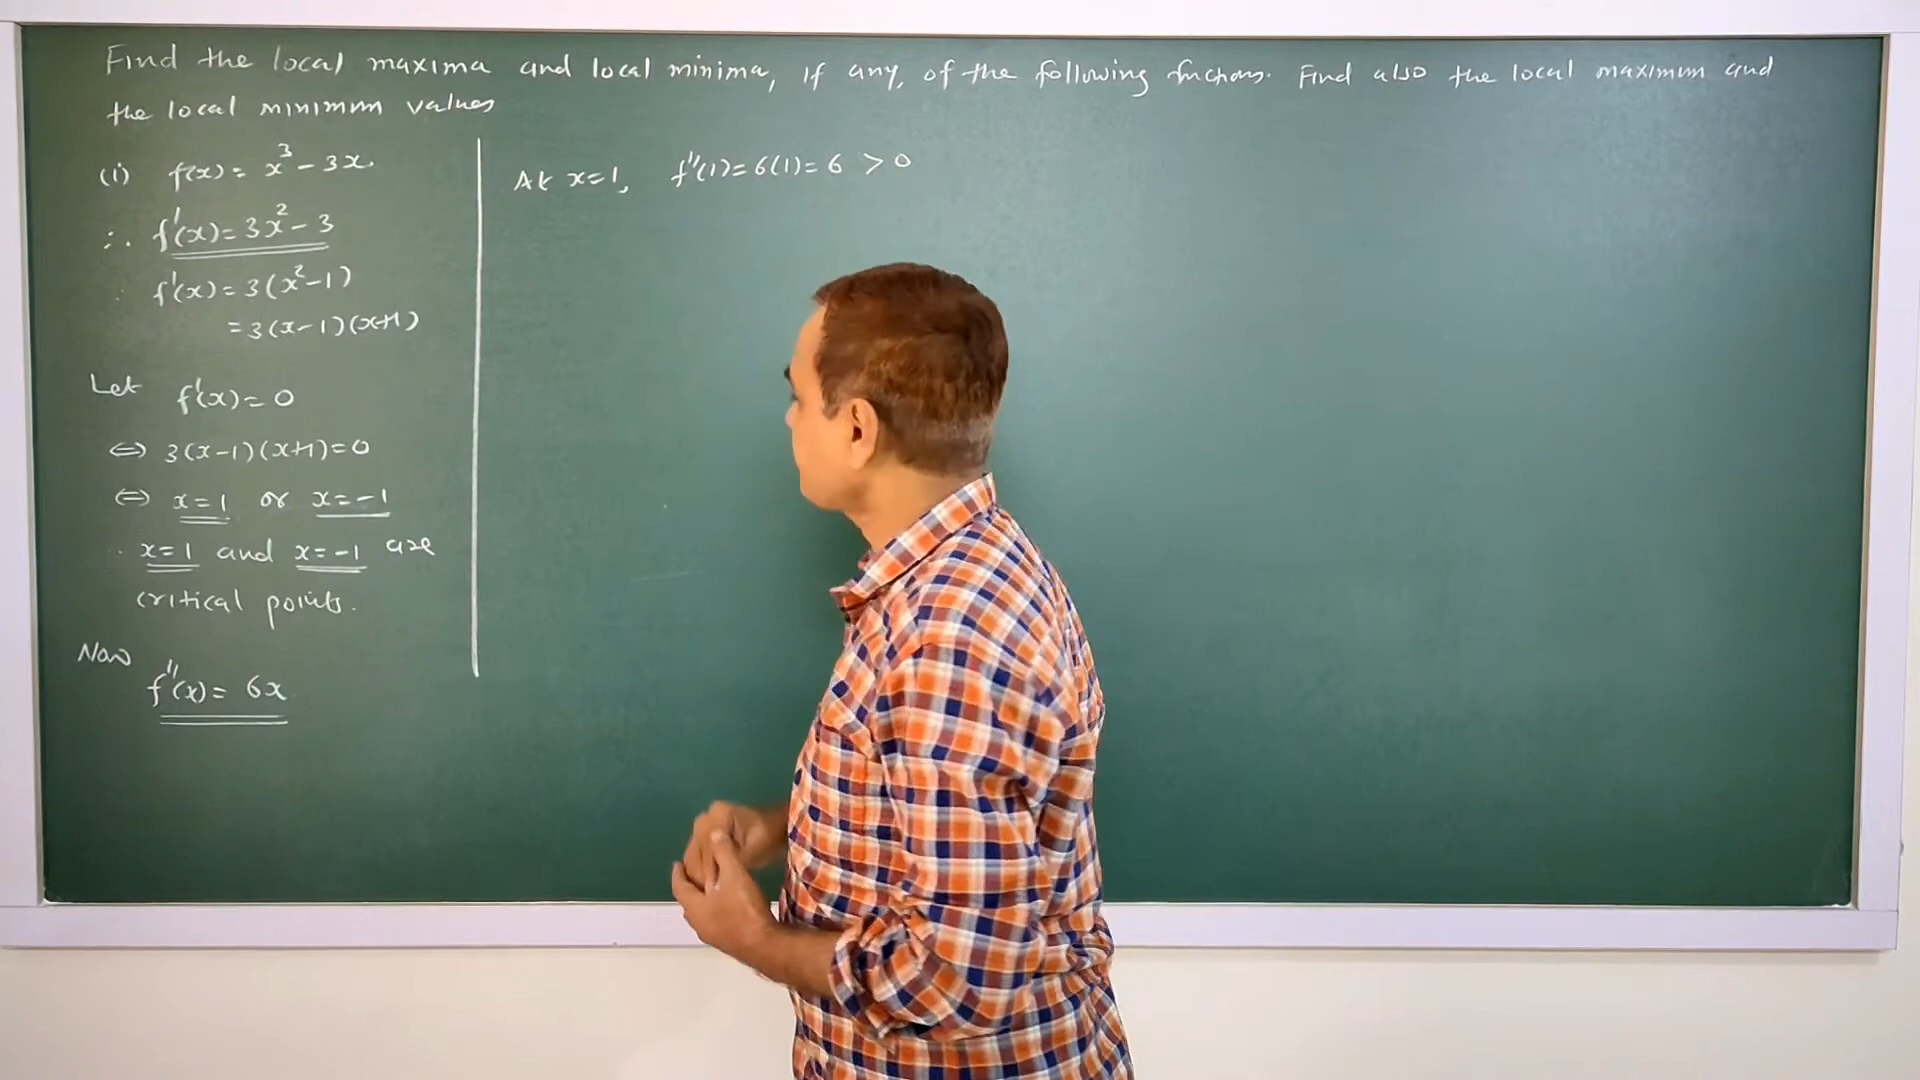 Find the local maxima and local minima, if any, of the following functions. Find also the local maximum and
the local minimum values
(i) f(x) = x³ - 3x.
∴ f'(x) = 3x² - 3
∴ f'(x) = 3(x² - 1)
= 3(x - 1)(x + 1)
Let f'(x) = 0
⇔ 3(x - 1)(x + 1) = 0
⇔ x = 1 or x = -1
∴ x = 1 and x = -1 are
critical points.
Now
f''(x) = 6x
At x = 1, f''(1) = 6(1) = 6 > 0